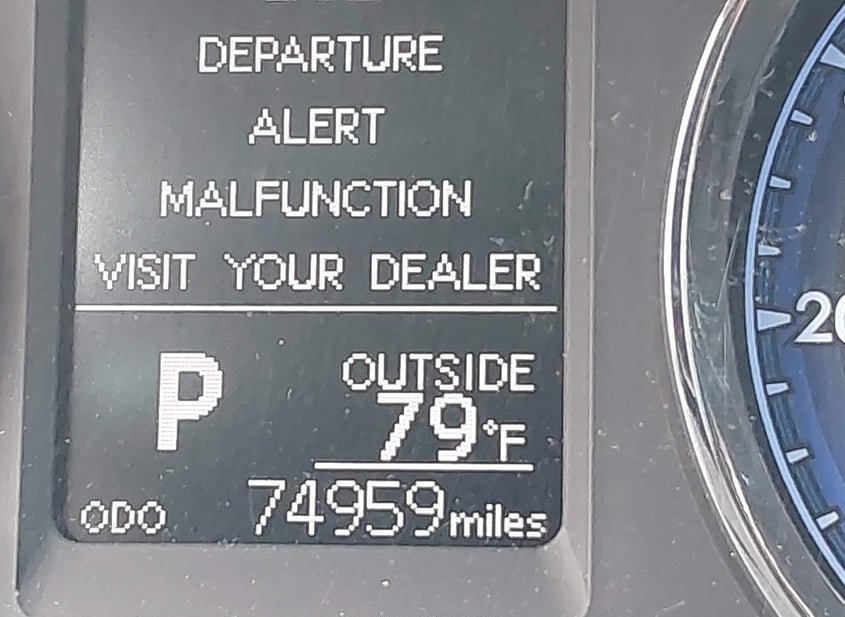 DEPARTURE
ALERT
MALFUNCTION
VISIT YOUR DEALER
P
OUTSIDE
79°F
ODO 74959 miles